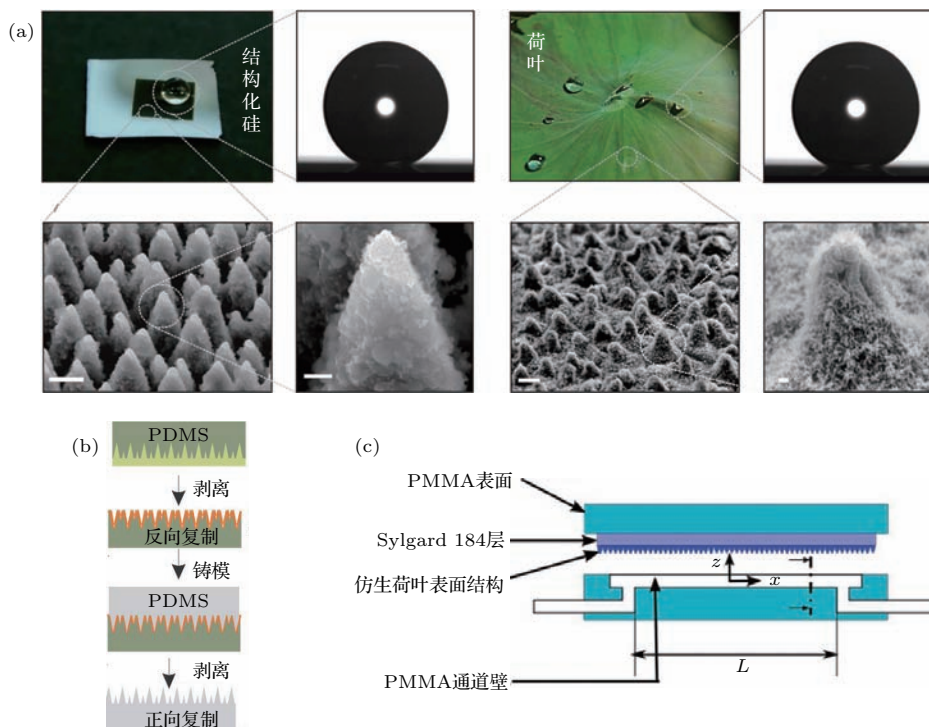 (a)
结构化硅
荷叶
(b)
PDMS
剥离
反向复制
铸模
PDMS
剥离
正向复制
(c)
PMMA表面
Sylgard 184层
仿生荷叶表面结构
z
x
L
PMMA通道壁